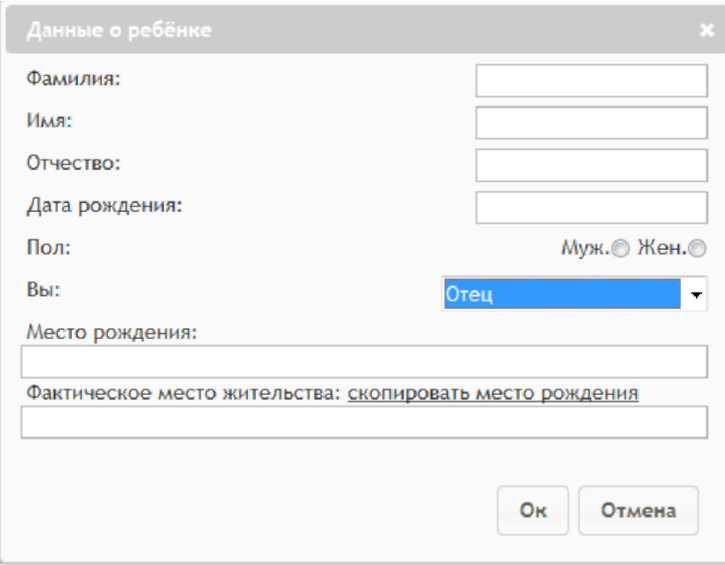 Данные о ребёнке
Фамилия:
Имя:
Отчество:
Дата рождения:
Пол: Муж. Жен.
Вы: Отец
Место рождения:
Фактическое место жительства: скопировать место рождения
Ок Отмена